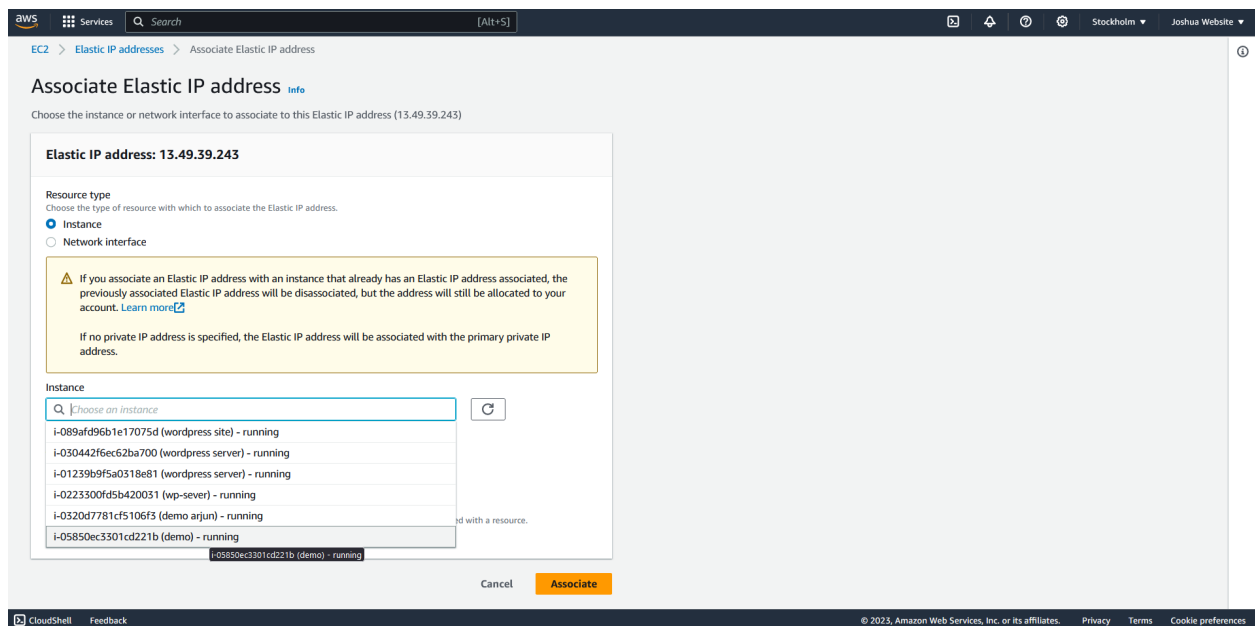 aws Services Search [Alt+S] Stockholm ▼ Joshua Website ▼
EC2 > Elastic IP addresses > Associate Elastic IP address
Associate Elastic IP address Info
Choose the instance or network interface to associate to this Elastic IP address (13.49.39.243)
Elastic IP address: 13.49.39.243
Resource type
Choose the type of resource with which to associate the Elastic IP address.
Instance
Network interface
If you associate an Elastic IP address with an instance that already has an Elastic IP address associated, the
previously associated Elastic IP address will be disassociated, but the address will still be allocated to your
account. Learn more
If no private IP address is specified, the Elastic IP address will be associated with the primary private IP
address.
Instance
Choose an instance
i-089afd96b1e17075d (wordpress site) - running
i-030442f6ec62ba700 (wordpress server) - running
i-01239b9f5a0318e81 (wordpress server) - running
i-0223300fd5b420031 (wp-sever) - running
i-0320d7781cf5106f3 (demo arjun) - running
ed with a resource.
i-05850ec3301cd221b (demo) - running
i-05850ec3301cd221b (demo) - running
Cancel Associate
CloudShell Feedback © 2023, Amazon Web Services, Inc. or its affiliates. Privacy Terms Cookie preferences